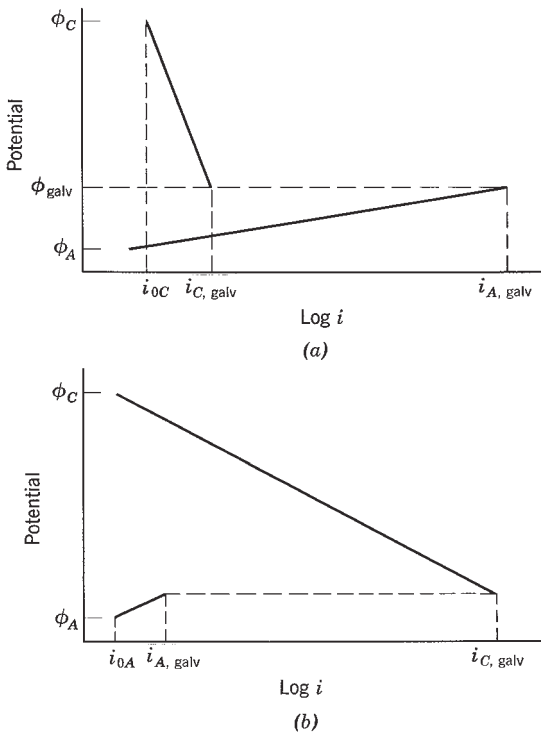 ϕC
Potential
ϕgalv
ϕA
i0C
iC, galv
iA, galv
Log i
(a)
ϕC
Potential
ϕA
i0A
iA, galv
iC, galv
Log i
(b)